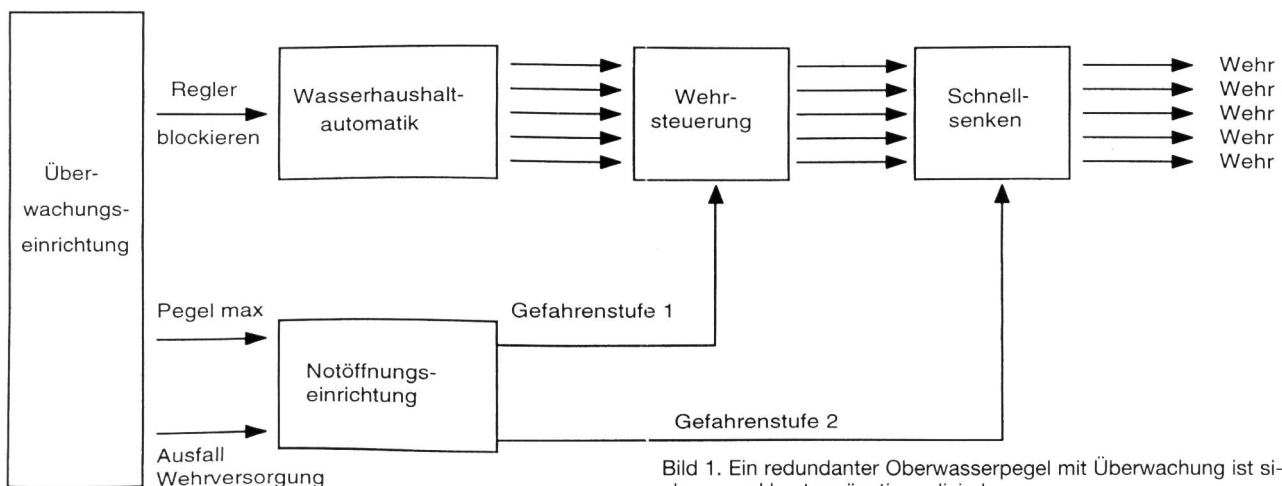 Über-
wachungs-
einrichtung
Regler
blockieren
Wasserhaushalt-
automatik
Wehr-
steuerung
Schnell-
senken
Wehr
Wehr
Wehr
Wehr
Wehr
Pegel max
Ausfall
Wehrversorgung
Notöffnungs-
einrichtung
Gefahrenstufe 1
Gefahrenstufe 2
Bild 1. Ein redundanter Oberwasserpegel mit Überwachung ist si-